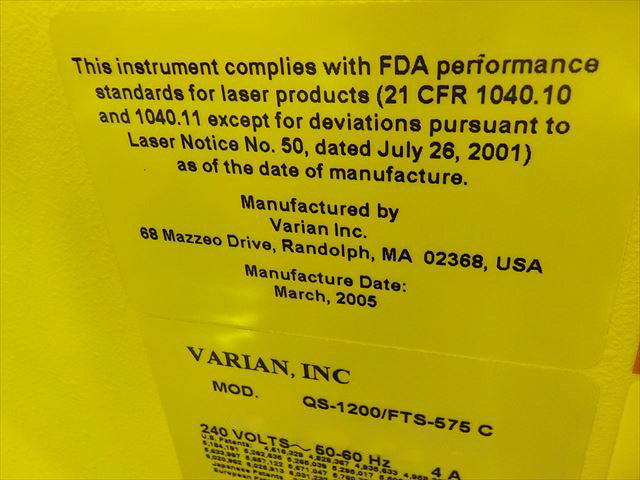 This instrument complies with FDA performance
standards for laser products (21 CFR 1040.10
and 1040.11 except for deviations pursuant to
Laser Notice No. 50, dated July 26, 2001)
as of the date of manufacture.
Manufactured by
Varian Inc.
68 Mazzeo Drive, Randolph, MA 02368, USA
Manufacture Date:
March, 2005
VARIAN, INC
MOD. QS-1200/FTS-575 C
240 VOLTS~ 50-60 Hz 4 A
U.S. Patents: